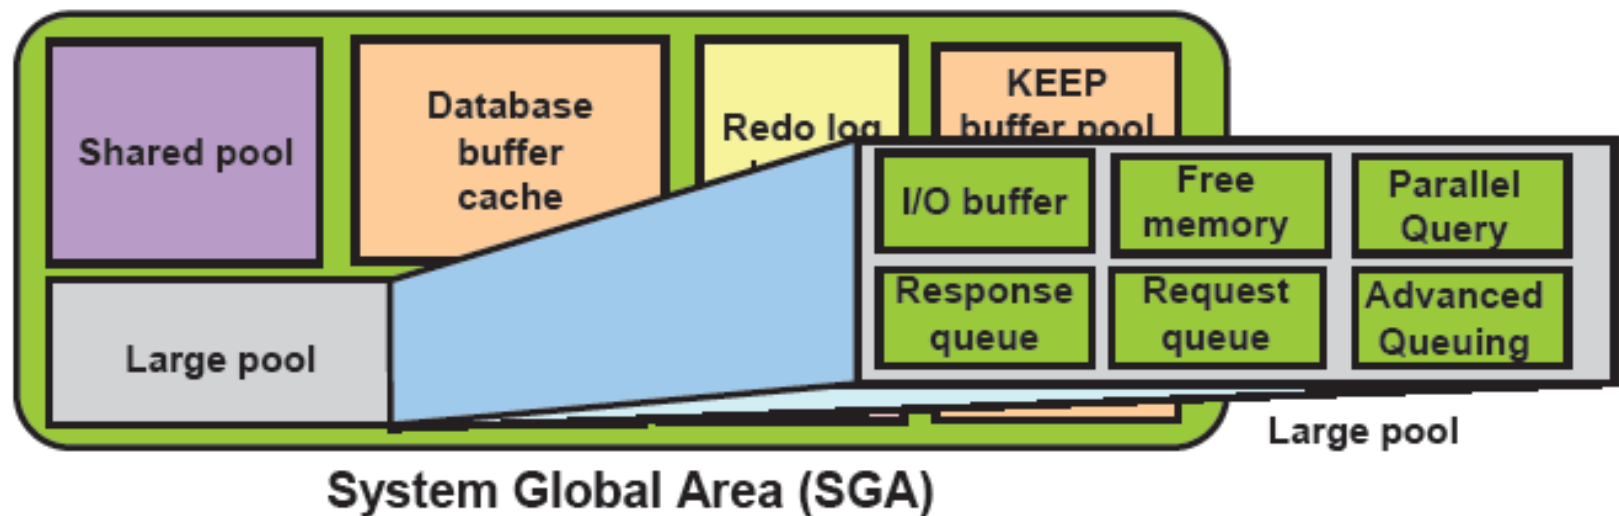 Shared pool
Database
buffer
cache
Redo log
KEEP
buffer pool
I/O buffer
Free
memory
Parallel
Query
Response
queue
Request
queue
Advanced
Queuing
Large pool
Large pool
System Global Area (SGA)